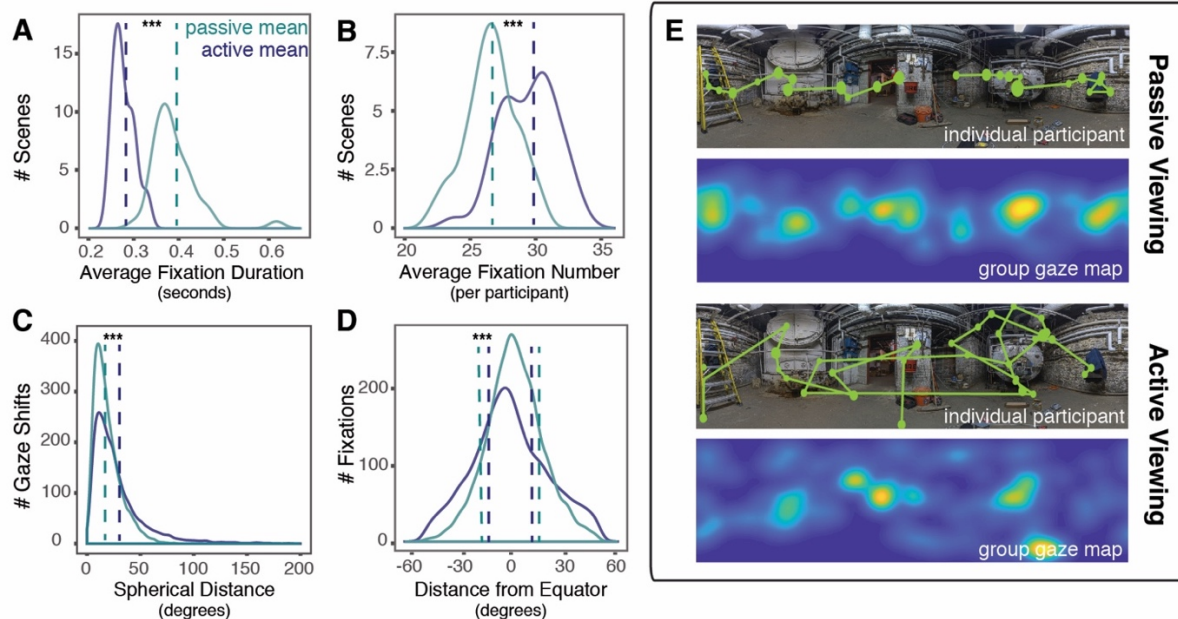 A
***
passive mean
active mean
15
10
5
0
# Scenes
0.2
0.3
0.4
0.5
0.6
Average Fixation Duration
(seconds)
B
***
7.5
5
2.5
0
# Scenes
20
25
30
35
Average Fixation Number
(per participant)
C
***
400
300
200
100
0
# Gaze Shifts
0
50
100
150
200
Spherical Distance
(degrees)
D
***
200
100
0
# Fixations
-60
-30
0
30
60
Distance from Equator
(degrees)
E
individual participant
group gaze map
Passive Viewing
individual participant
group gaze map
Active Viewing